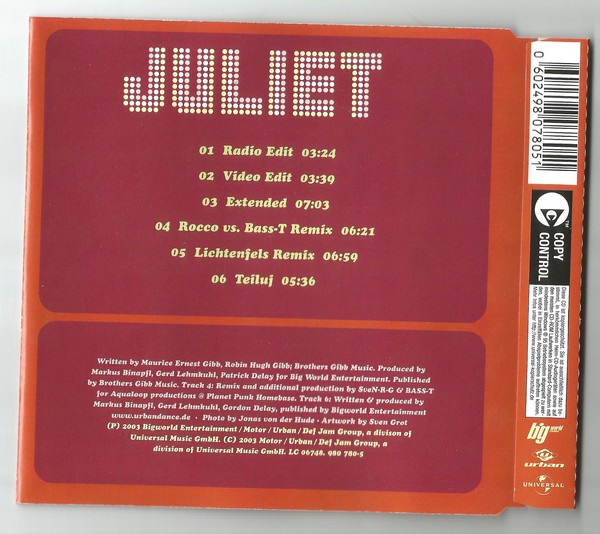 JULIET
01 Radio Edit 03:24
02 Video Edit 03:39
03 Extended 07:03
04 Rocco vs. Bass-T Remix 06:21
05 Lichtenfels Remix 06:59
06 Teiluj 05:36
Written by Maurice Ernest Gibb, Robin Hugh Gibb; Brothers Gibb Music. Produced by
Markus Binapfl, Gerd Lehmkuhl, Patrick Delay for Big World Entertainment. Published
by Brothers Gibb Music. Track 4: Remix and additional production by SveN-R-G & BASS-T
for Aqualoop productions @ Planet Punk Homebase. Track 6: Written & produced by
Markus Binapfl, Gerd Lehmkuhl, Gordon Delay, published by Bigworld Entertainment
www.urbandance.de · Photo by Jonas von der Hude · Artwork by Sven Grot
(P) 2003 Bigworld Entertainment / Motor / Urban / Def Jam Group, a divison of
Universal Music GmbH. (C) 2003 Motor / Urban / Def Jam Group, a
division of Universal Music GmbH. LC 06748. 980 780-5
0 602498 078051
COPY
CONTROL
TM
big world
urban
UNIVERSAL